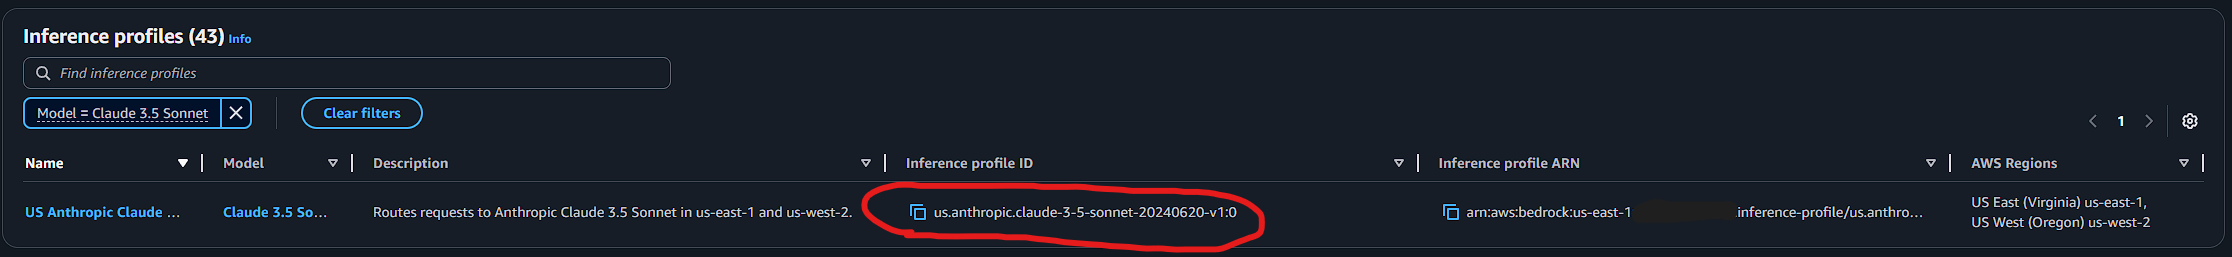 Inference profiles (43) Info
Find inference profiles
Model = Claude 3.5 Sonnet
Clear filters
1
Name Model Description Inference profile ID Inference profile ARN AWS Regions
US Anthropic Claude ... Claude 3.5 So... Routes requests to Anthropic Claude 3.5 Sonnet in us-east-1 and us-west-2. us.anthropic.claude-3-5-sonnet-20240620-v1:0 arn:aws:bedrock:us-east-1 inference-profile/us.anthro... US East (Virginia) us-east-1,
US West (Oregon) us-west-2